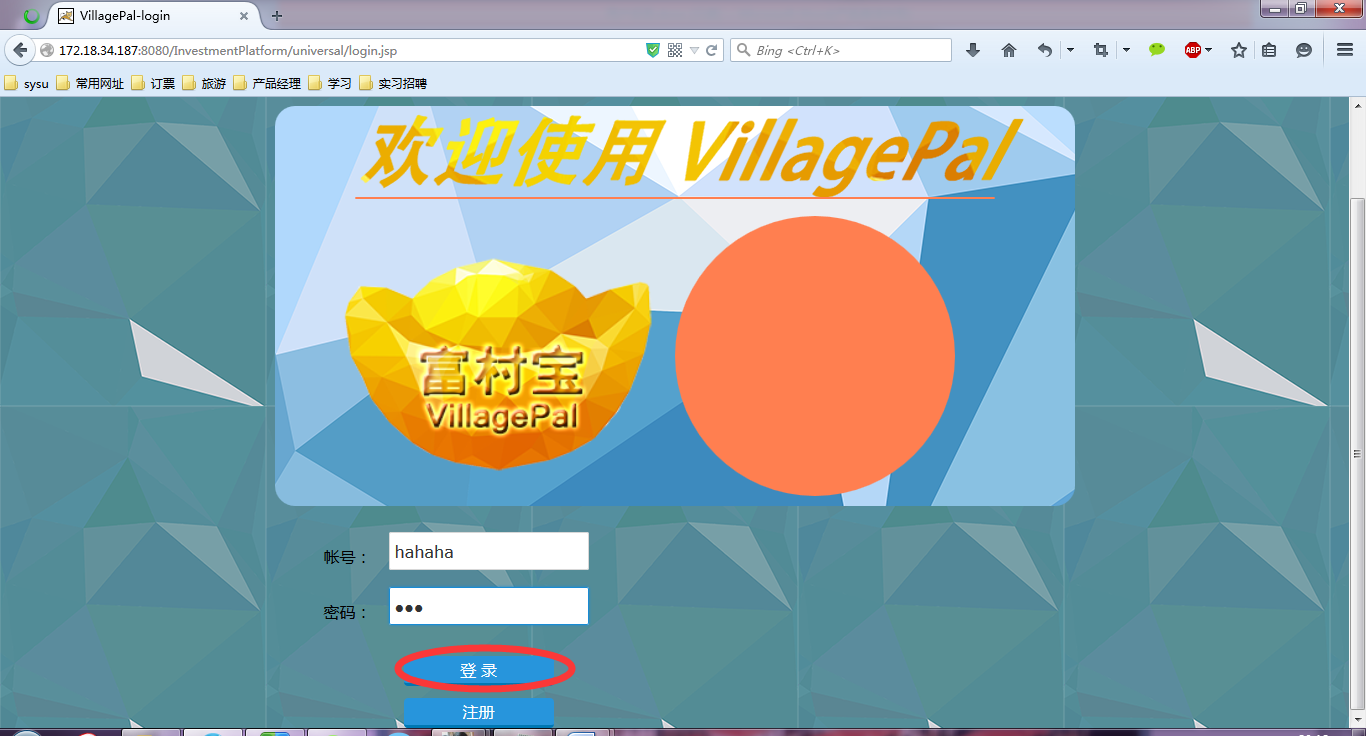 VillagePal-login
172.18.34.187:8080/InvestmentPlatform/universal/login.jsp
Bing <Ctrl+K>
ABP
sysu 常用网址 订票 旅游 产品经理 学习 实习招聘
欢迎使用 VillagePal
富村宝
VillagePal
帐号：
hahaha
密码：
●●●
登 录
注册